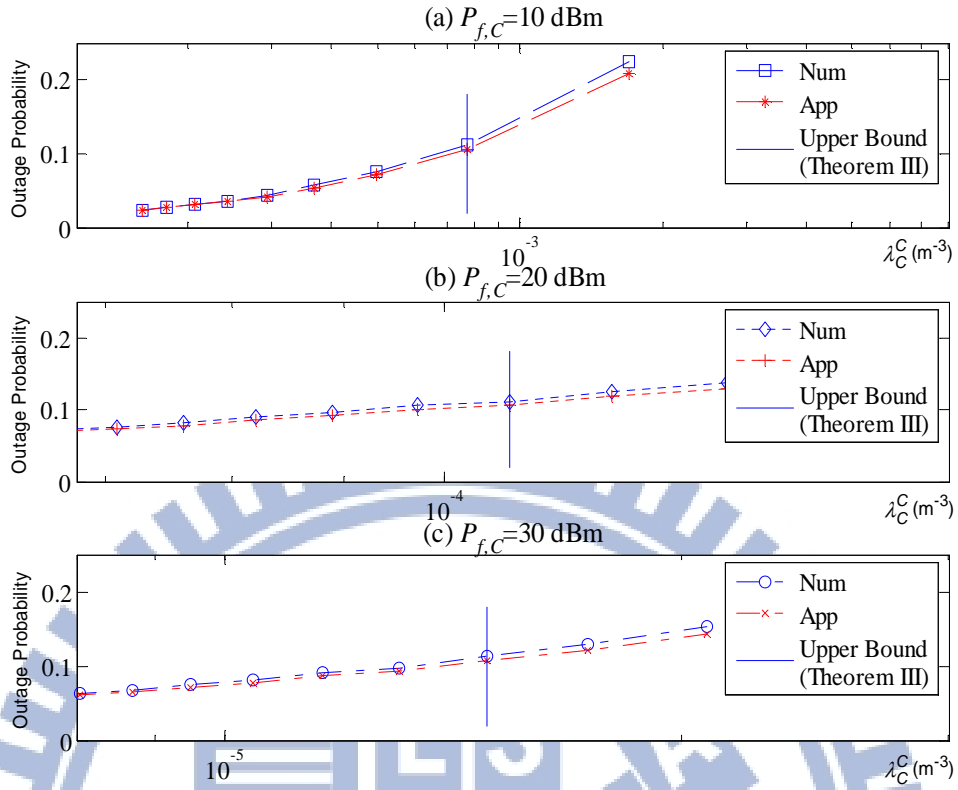 (a) P_{f,C}=10 dBm
Outage Probability
0.2
0.1
0
Num
App
Upper Bound
(Theorem III)
10^{-3}
λ_C^C (m^{-3})
(b) P_{f,C}=20 dBm
Outage Probability
0.2
0.1
0
Num
App
Upper Bound
(Theorem III)
10^{-4}
λ_C^C (m^{-3})
(c) P_{f,C}=30 dBm
Outage Probability
0.2
0.1
0
Num
App
Upper Bound
(Theorem III)
10^{-5}
λ_C^C (m^{-3})